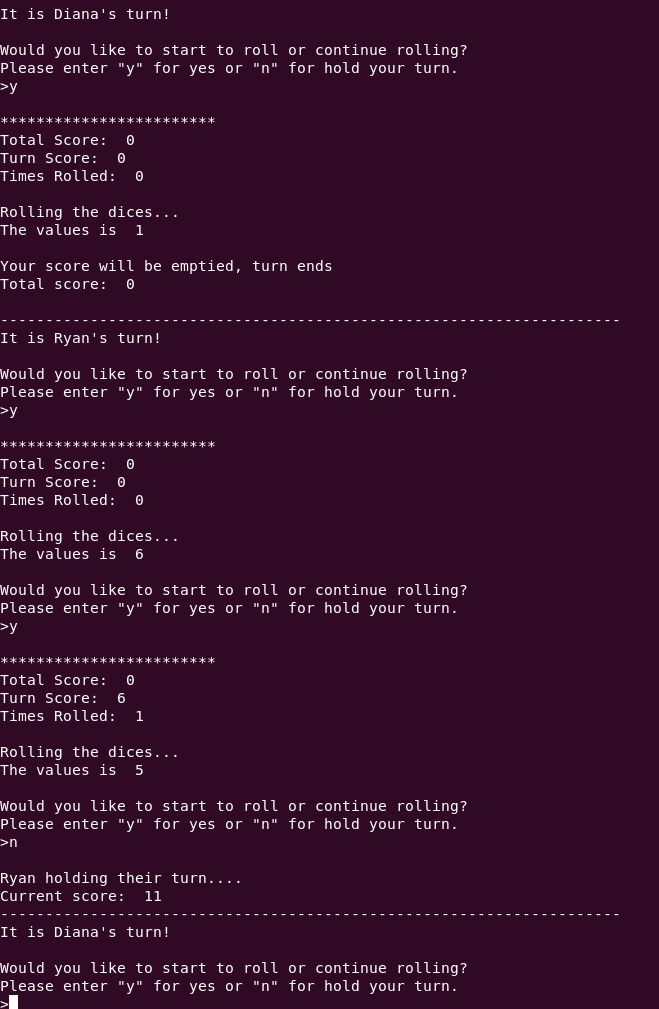 It is Diana's turn!
Would you like to start to roll or continue rolling?
Please enter "y" for yes or "n" for hold your turn.
>y
************************
Total Score:  0
Turn Score:  0
Times Rolled:  0
Rolling the dices...
The values is  1
Your score will be emptied, turn ends
Total score:  0
---------------------------------------------------------------------
It is Ryan's turn!
Would you like to start to roll or continue rolling?
Please enter "y" for yes or "n" for hold your turn.
>y
************************
Total Score:  0
Turn Score:  0
Times Rolled:  0
Rolling the dices...
The values is  6
Would you like to start to roll or continue rolling?
Please enter "y" for yes or "n" for hold your turn.
>y
************************
Total Score:  0
Turn Score:  6
Times Rolled:  1
Rolling the dices...
The values is  5
Would you like to start to roll or continue rolling?
Please enter "y" for yes or "n" for hold your turn.
>n
Ryan holding their turn....
Current score:  11
---------------------------------------------------------------------
It is Diana's turn!
Would you like to start to roll or continue rolling?
Please enter "y" for yes or "n" for hold your turn.
>